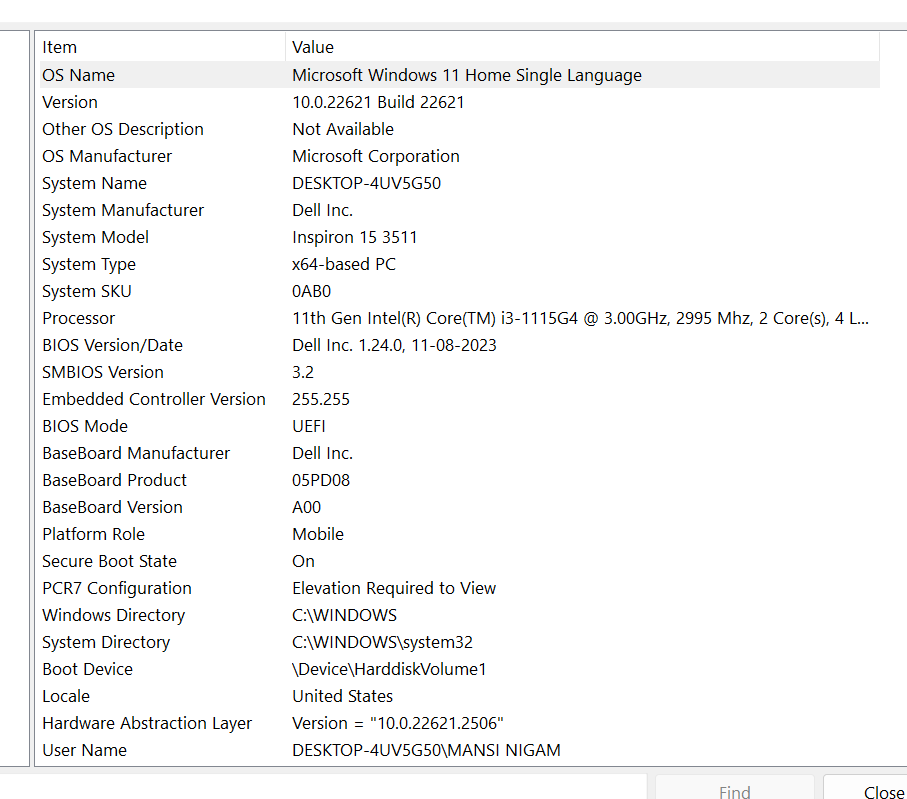 Item Value
OS Name Microsoft Windows 11 Home Single Language
Version 10.0.22621 Build 22621
Other OS Description Not Available
OS Manufacturer Microsoft Corporation
System Name DESKTOP-4UV5G50
System Manufacturer Dell Inc.
System Model Inspiron 15 3511
System Type x64-based PC
System SKU 0AB0
Processor 11th Gen Intel(R) Core(TM) i3-1115G4 @ 3.00GHz, 2995 Mhz, 2 Core(s), 4 L...
BIOS Version/Date Dell Inc. 1.24.0, 11-08-2023
SMBIOS Version 3.2
Embedded Controller Version 255.255
BIOS Mode UEFI
BaseBoard Manufacturer Dell Inc.
BaseBoard Product 05PD08
BaseBoard Version A00
Platform Role Mobile
Secure Boot State On
PCR7 Configuration Elevation Required to View
Windows Directory C:\WINDOWS
System Directory C:\WINDOWS\system32
Boot Device \Device\HarddiskVolume1
Locale United States
Hardware Abstraction Layer Version = "10.0.22621.2506"
User Name DESKTOP-4UV5G50\MANSI NIGAM
Find Close